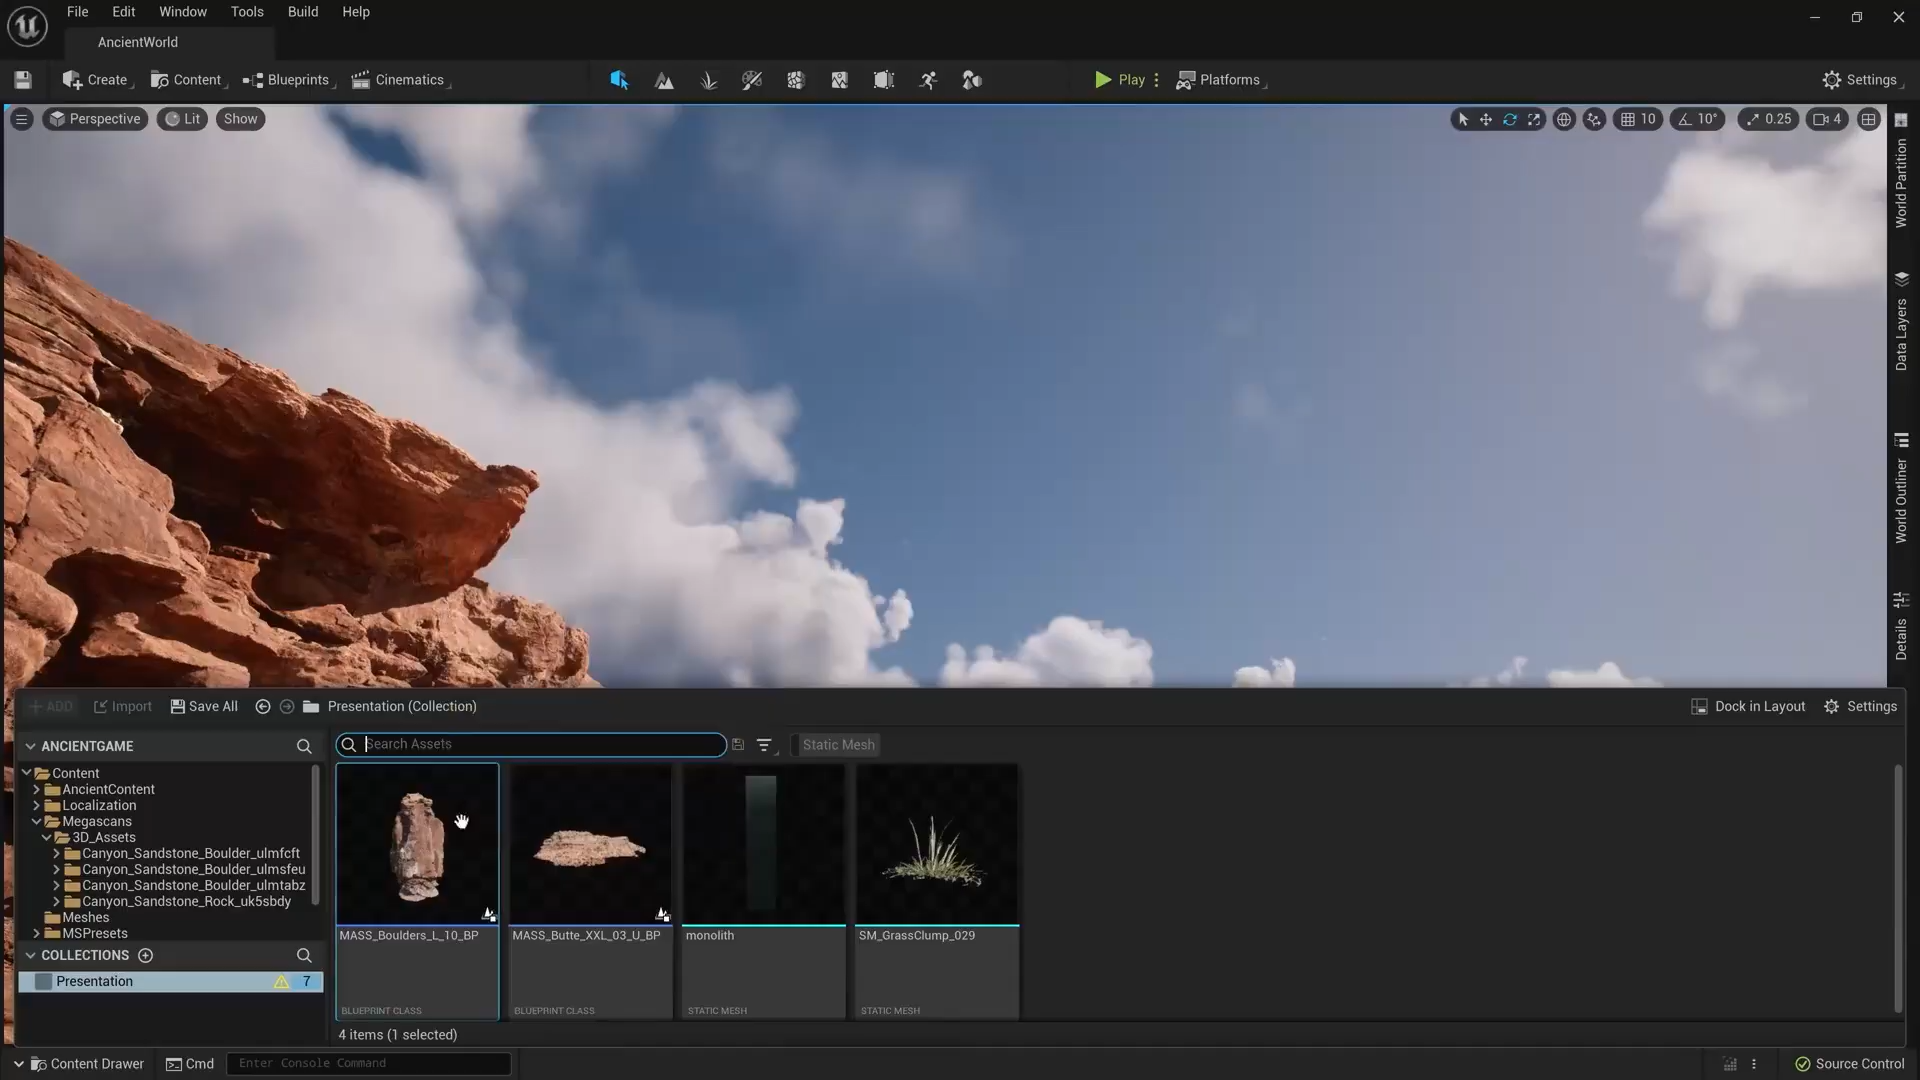 File Edit Window Tools Build Help
AncientWorld
Create Content Blueprints Cinematics Play Platforms Settings
Perspective Lit Show 10 10° 0.25 4
World Partition
Data Layers
World Outliner
Details
ADD Import Save All Presentation (Collection) Dock in Layout Settings
ANCIENTGAME
Search Assets
Static Mesh
Content
AncientContent
Localization
Megascans
3D_Assets
Canyon_Sandstone_Boulder_ulmfcft
Canyon_Sandstone_Boulder_ulmsfeu
Canyon_Sandstone_Boulder_ulmtabz
Canyon_Sandstone_Rock_uk5sbdy
Meshes
MSPresets
COLLECTIONS
Presentation 7
MASS_Boulders_L_10_BP MASS_Butte_XXL_03_U_BP monolith SM_GrassClump_029
BLUEPRINT CLASS BLUEPRINT CLASS STATIC MESH STATIC MESH
4 items (1 selected)
Content Drawer Cmd Enter Console Command Source Control